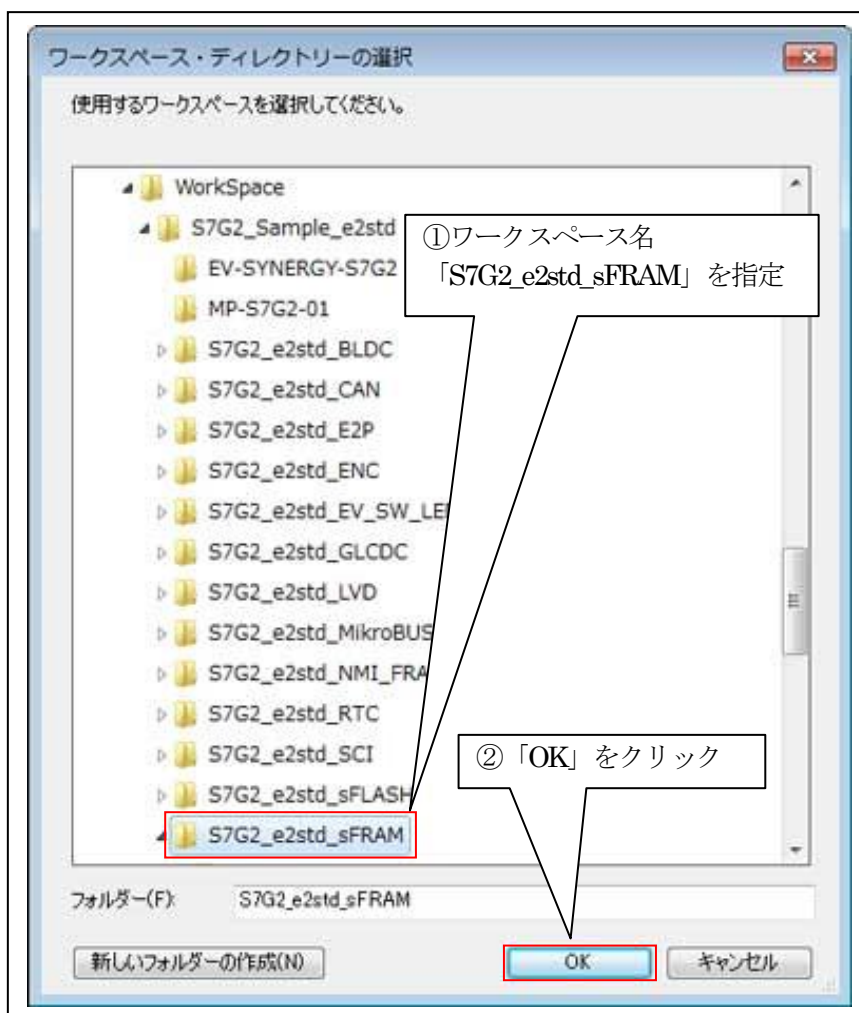 ワークスペース・ディレクトリーの選択
使用するワークスペースを選択してください。
WorkSpace
S7G2_Sample_e2std
①ワークスペース名
「S7G2_e2std_sFRAM」を指定
EV-SYNERGY-S7G2
MP-S7G2-01
S7G2_e2std_BLDC
S7G2_e2std_CAN
S7G2_e2std_E2P
S7G2_e2std_ENC
S7G2_e2std_EV_SW_LE
S7G2_e2std_GLCDC
S7G2_e2std_LVD
S7G2_e2std_MikroBUS
S7G2_e2std_NMI_FRA
S7G2_e2std_RTC
S7G2_e2std_SCI
②「OK」をクリック
S7G2_e2std_sFLASH
S7G2_e2std_sFRAM
フォルダー(F): S7G2_e2std_sFRAM
新しいフォルダーの作成(N) OK キャンセル